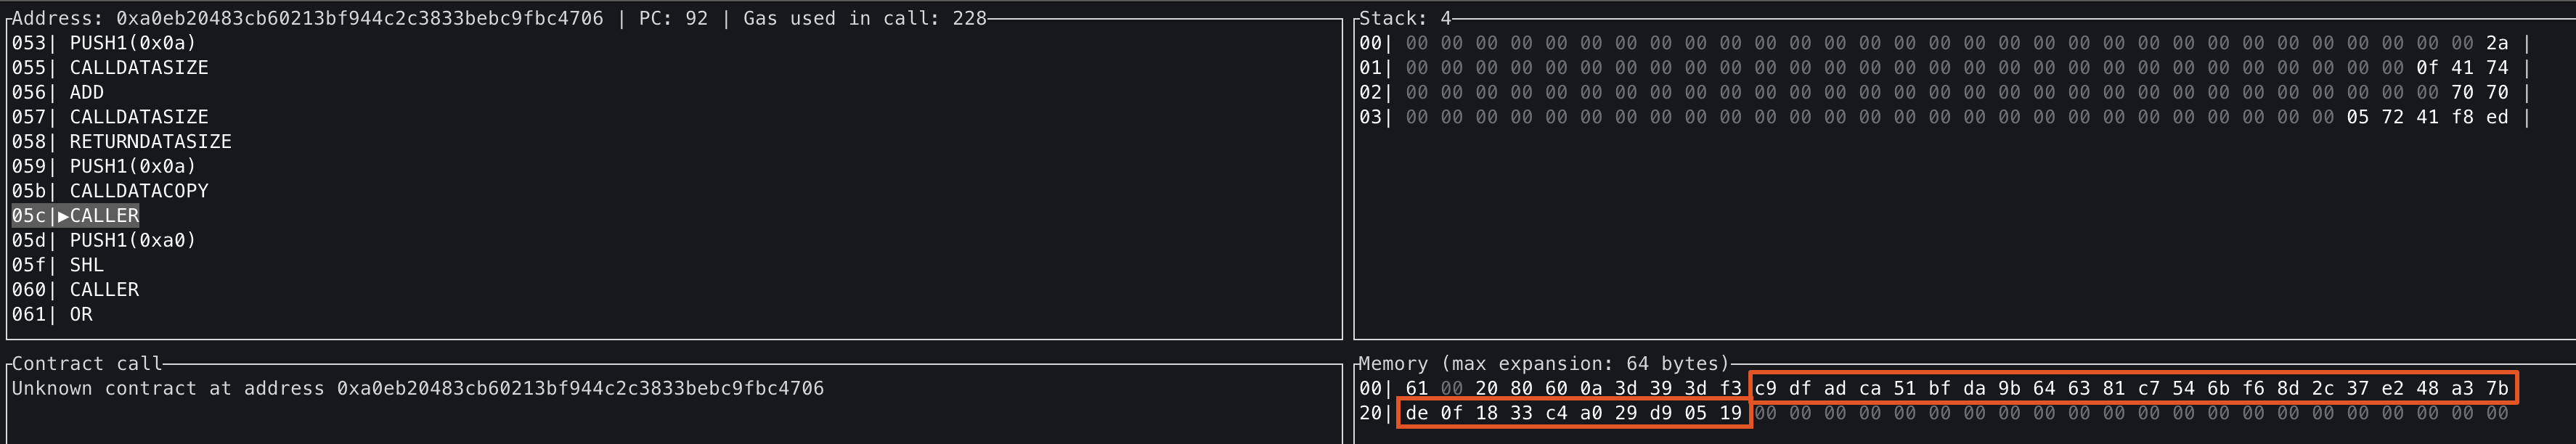 Address: 0xa0eb20483cb60213bf944c2c3833bebc9fbc4706 | PC: 92 | Gas used in call: 228
053| PUSH1(0x0a)
055| CALLDATASIZE
056| ADD
057| CALLDATASIZE
058| RETURNDATASIZE
059| PUSH1(0x0a)
05b| CALLDATACOPY
05c|▶CALLER
05d| PUSH1(0xa0)
05f| SHL
060| CALLER
061| OR
Stack: 4
00| 00 00 00 00 00 00 00 00 00 00 00 00 00 00 00 00 00 00 00 00 00 00 00 00 00 00 00 00 00 00 00 2a |
01| 00 00 00 00 00 00 00 00 00 00 00 00 00 00 00 00 00 00 00 00 00 00 00 00 00 00 00 00 00 0f 41 74 |
02| 00 00 00 00 00 00 00 00 00 00 00 00 00 00 00 00 00 00 00 00 00 00 00 00 00 00 00 00 00 00 70 70 |
03| 00 00 00 00 00 00 00 00 00 00 00 00 00 00 00 00 00 00 00 00 00 00 00 00 00 00 00 05 72 41 f8 ed |
Contract call
Unknown contract at address 0xa0eb20483cb60213bf944c2c3833bebc9fbc4706
Memory (max expansion: 64 bytes)
00| 61 00 20 80 60 0a 3d 39 3d f3 c9 df ad ca 51 bf da 9b 64 63 81 c7 54 6b f6 8d 2c 37 e2 48 a3 7b
20| de 0f 18 33 c4 a0 29 d9 05 19 00 00 00 00 00 00 00 00 00 00 00 00 00 00 00 00 00 00 00 00 00 00